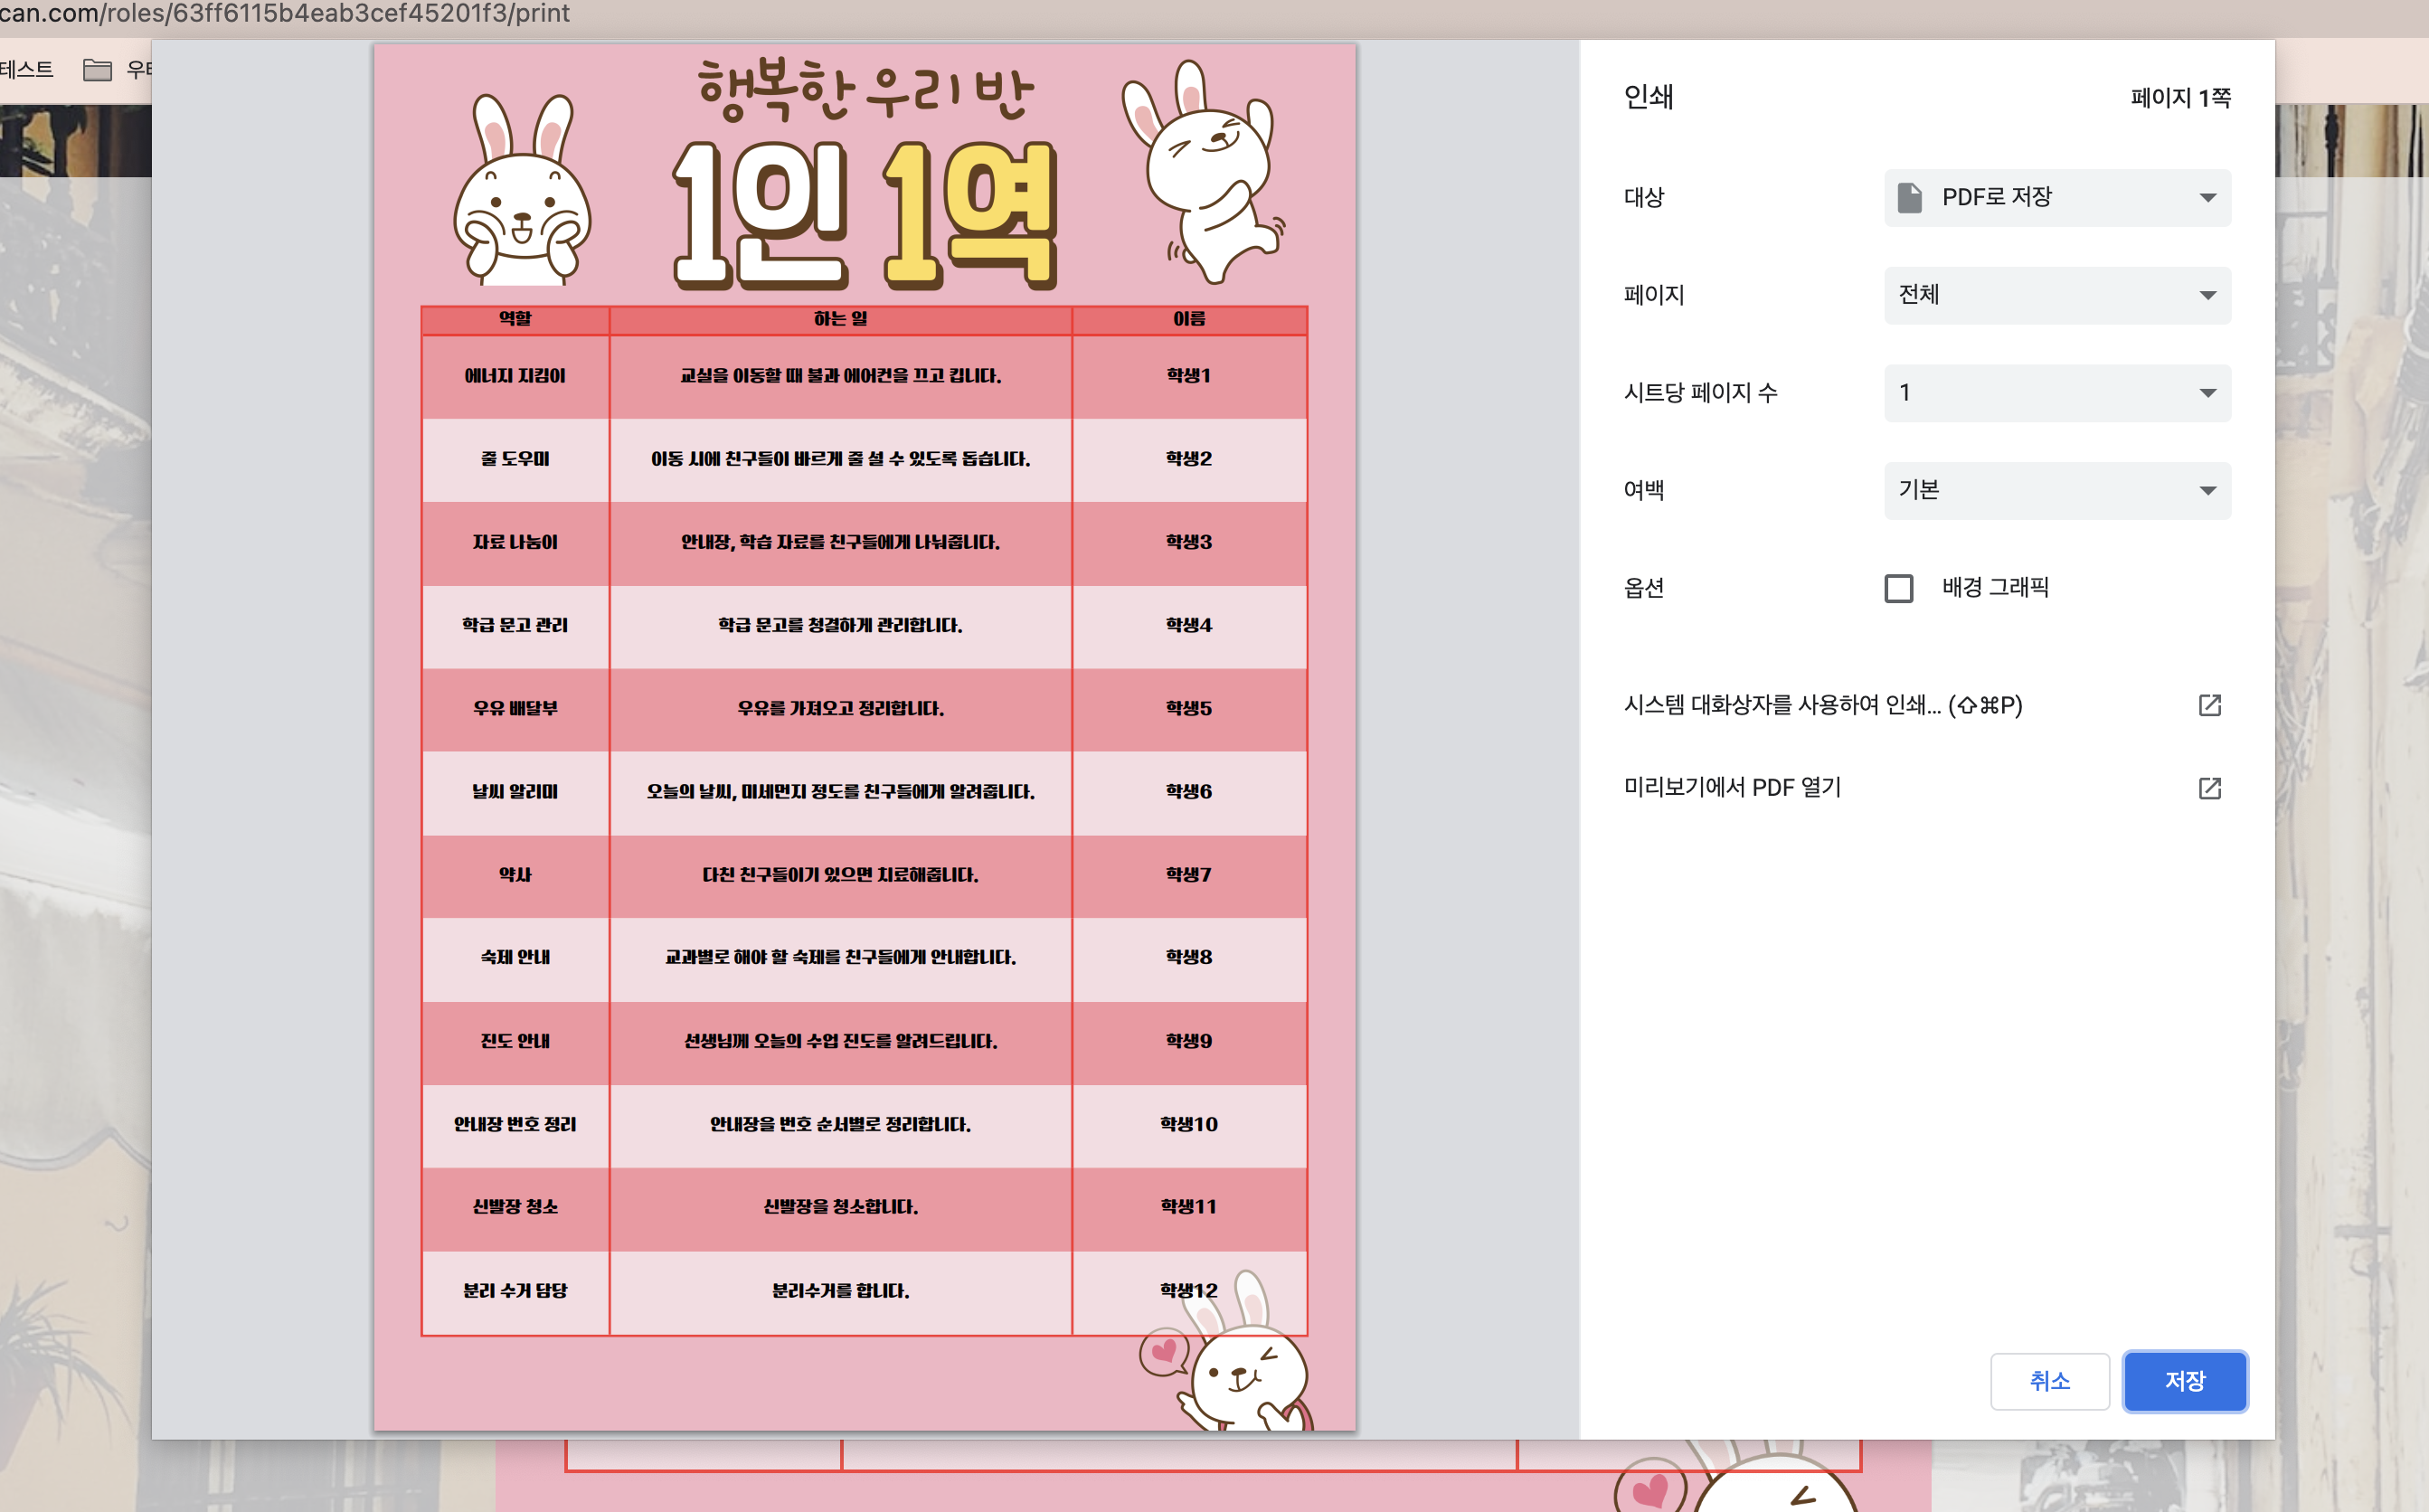 can.com/roles/63ff6115b4eab3cef45201f3/print
테스트
행복한 우리 반
1인 1역
역할 하는 일 이름
에너지 지킴이 교실을 이동할 때 불과 에어컨을 끄고 킵니다. 학생1
줄 도우미 이동 시에 친구들이 바르게 줄 설 수 있도록 돕습니다. 학생2
자료 나눔이 안내장, 학습 자료를 친구들에게 나눠줍니다. 학생3
학급 문고 관리 학급 문고를 청결하게 관리합니다. 학생4
우유 배달부 우유를 가져오고 정리합니다. 학생5
날씨 알리미 오늘의 날씨, 미세먼지 정도를 친구들에게 알려줍니다. 학생6
약사 다친 친구들이가 있으면 치료해줍니다. 학생7
숙제 안내 교과별로 해야 할 숙제를 친구들에게 안내합니다. 학생8
진도 안내 선생님께 오늘의 수업 진도를 알려드립니다. 학생9
안내장 번호 정리 안내장을 번호 순서별로 정리합니다. 학생10
신발장 청소 신발장을 청소합니다. 학생11
분리 수거 담당 분리수거를 합니다. 학생12
인쇄 페이지 1쪽
대상 PDF로 저장
페이지 전체
시트당 페이지 수 1
여백 기본
옵션 배경 그래픽
시스템 대화상자를 사용하여 인쇄... (⇧⌘P)
미리보기에서 PDF 열기
취소 저장